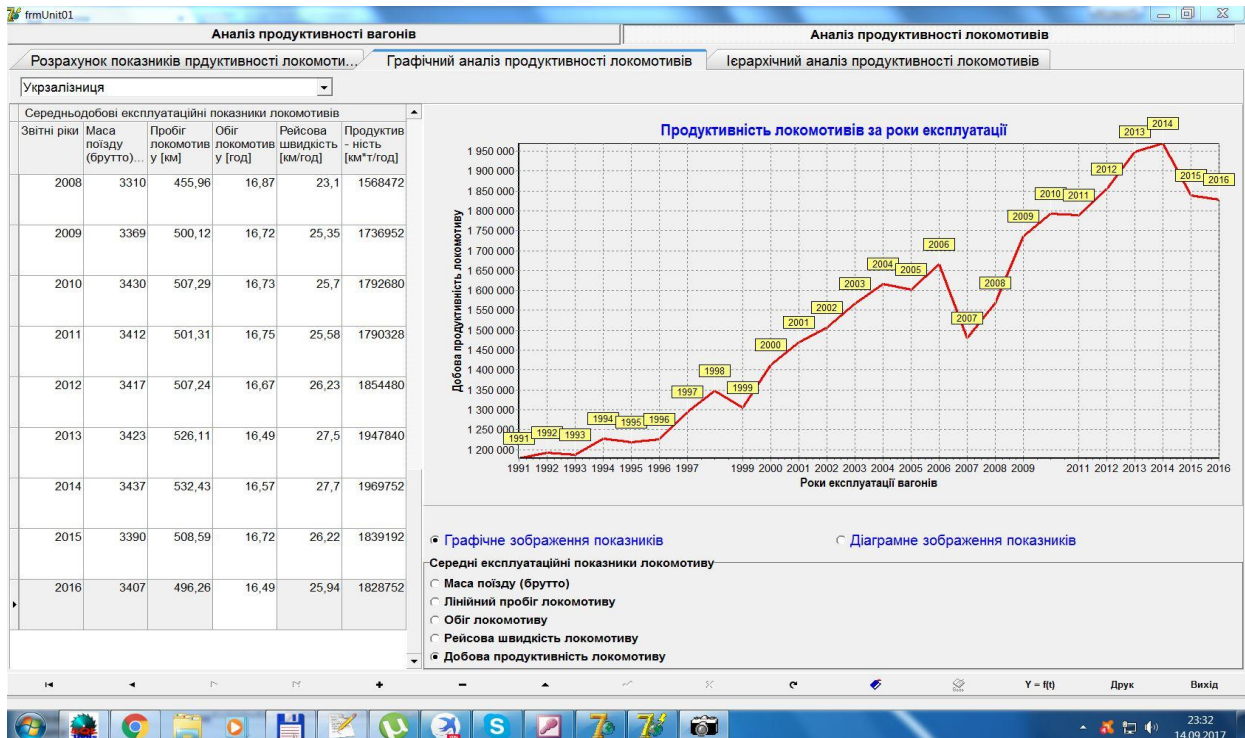 frmUnit01
Аналіз продуктивності вагонів Аналіз продуктивності локомотивів
Розрахунок показників прдуктивності локомоти... Графічний аналіз продуктивності локомотивів Ієрархічний аналіз продуктивності локомотивів
Укрзалізниця
Середньодобові експлуатаційні показники локомотивів
Звітні роки Маса поїзду (брутто)... Пробіг локомотив у [км] Обіг локомотив у [год] Рейсова швидкість [км/год] Продуктив - ність [км*т/год]
2008 3310 455,96 16,87 23,1 1568472
2009 3369 500,12 16,72 25,35 1736952
2010 3430 507,29 16,73 25,7 1792680
2011 3412 501,31 16,75 25,58 1790328
2012 3417 507,24 16,67 26,23 1854480
2013 3423 526,11 16,49 27,5 1947840
2014 3437 532,43 16,57 27,7 1969752
2015 3390 508,59 16,72 26,22 1839192
2016 3407 496,26 16,49 25,94 1828752
Продуктивність локомотивів за роки експлуатації
Добова продуктивність локомотиву
1 950 000
1 900 000
1 850 000
1 800 000
1 750 000
1 700 000
1 650 000
1 600 000
1 550 000
1 500 000
1 450 000
1 400 000
1 350 000
1 300 000
1 250 000
1 200 000
1991 1992 1993 1994 1995 1996 1997 1998 1999 2000 2001 2002 2003 2004 2005 2006 2007 2008 2009 2010 2011 2012 2013 2014 2015 2016
1991 1992 1993 1994 1995 1996 1997 1999 2000 2001 2002 2003 2004 2005 2006 2007 2008 2009 2011 2012 2013 2014 2015 2016
Роки експлуатації вагонів
Графічне зображення показників Діаграмне зображення показників
Середні експлуатаційні показники локомотиву
Маса поїзду (брутто)
Лінійний пробіг локомотиву
Обіг локомотиву
Рейсова швидкість локомотиву
Добова продуктивність локомотиву
Y = f(t) Друк Вихід
23:32
14.09.2017